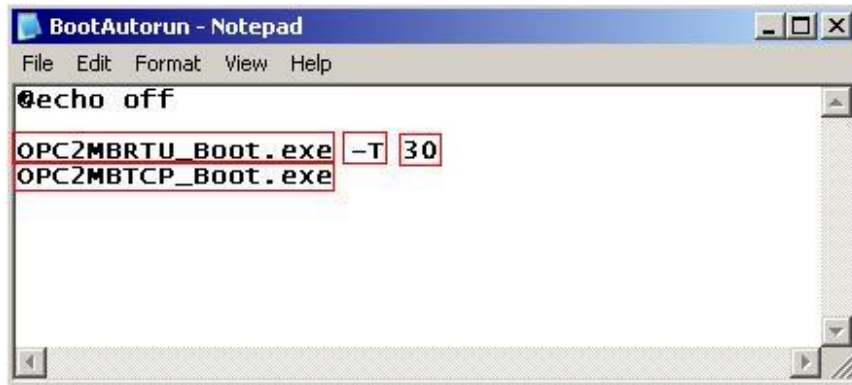 BootAutorun - Notepad
File Edit Format View Help
@echo off
OPC2MBRTU_Boot.exe –T 30
OPC2MBTCP_Boot.exe